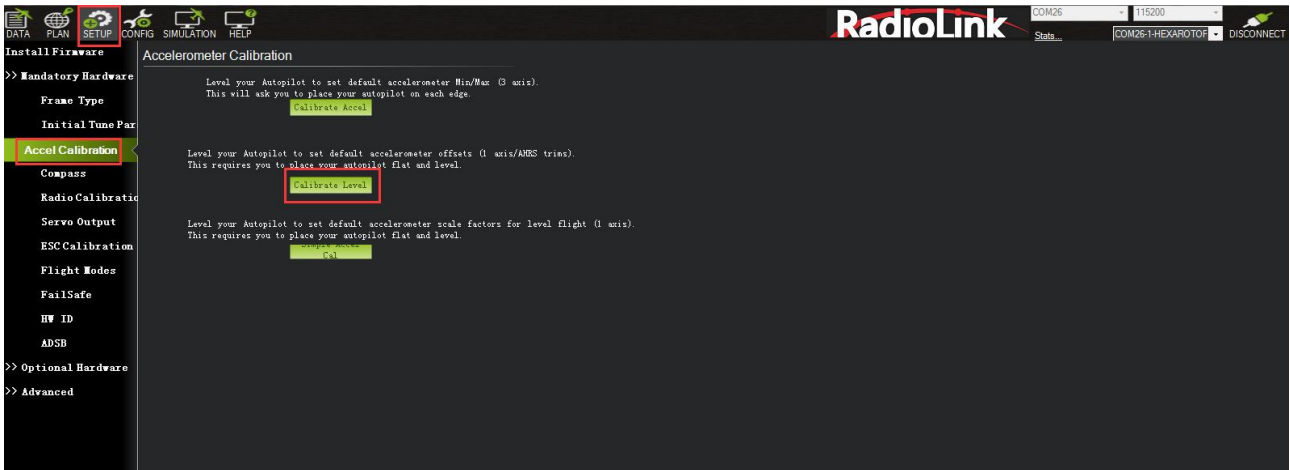 DATA PLAN SETUP CONFIG SIMULATION HELP
RadioLink
COM26 115200
Stats...
COM26-1-HEXAROTOF
DISCONNECT
Install Firmware
>> Mandatory Hardware
Frame Type
Initial Tune Par
Accel Calibration
Compass
Radio Calibratio
Servo Output
ESC Calibration
Flight Modes
FailSafe
HW ID
ADSB
>> Optional Hardware
>> Advanced
Accelerometer Calibration
Level your Autopilot to set default accelerometer Min/Max (3 axis).
This will ask you to place your autopilot on each edge.
Calibrate Accel
Level your Autopilot to set default accelerometer offsets (1 axis/AHRS trims).
This requires you to place your autopilot flat and level.
Calibrate Level
Level your Autopilot to set default accelerometer scale factors for level flight (1 axis).
This requires you to place your autopilot flat and level.
Simple Accel
Cal